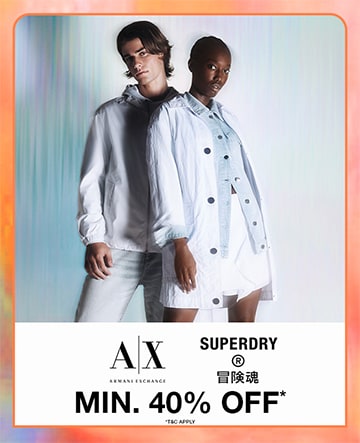 A|X
ARMANI EXCHANGE
SUPERDRY
®
冒険魂
MIN. 40% OFF*
*T&C APPLY